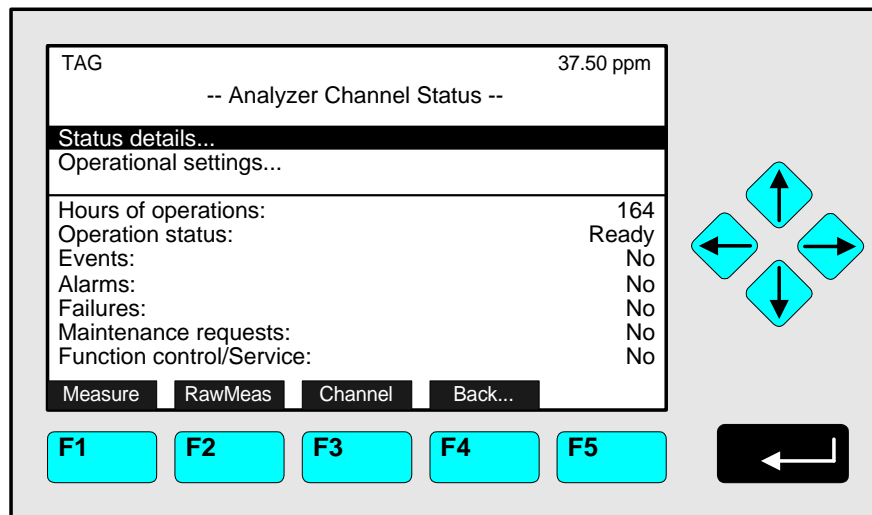 TAG 37.50 ppm
-- Analyzer Channel Status --
Status details...
Operational settings...
Hours of operations: 164
Operation status: Ready
Events: No
Alarms: No
Failures: No
Maintenance requests: No
Function control/Service: No
Measure RawMeas Channel Back...
F1 F2 F3 F4 F5